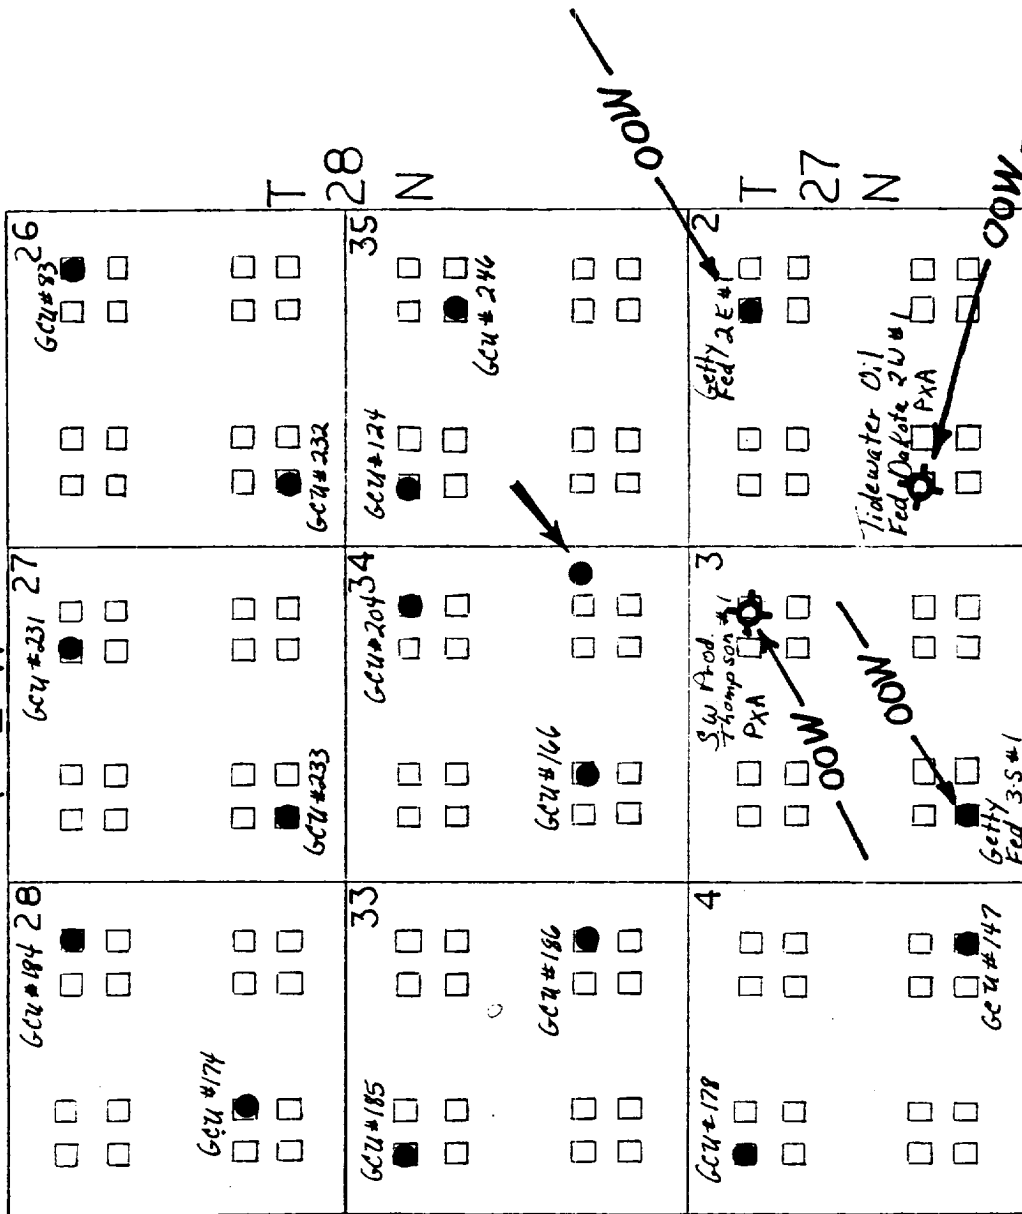 T
28
N
T
27
N
28
GCU #184
GCU #174
27
GCU #231
GCU #233
26
GCU #83
GCU #232
33
GCU #185
GCU #186
34
GCU #204
GCU #166
35
GCU #124
GCU # 246
4
GCU #178
GCU #147
3
S.W Prod.
Thompson #1
PXA
OOW
OOW
Getty
Fed 3-S #1
2
Getty
Fed 2E #1
OOW
Tidewater Oil
Fed Dakota 2W #1
PXA
OOW